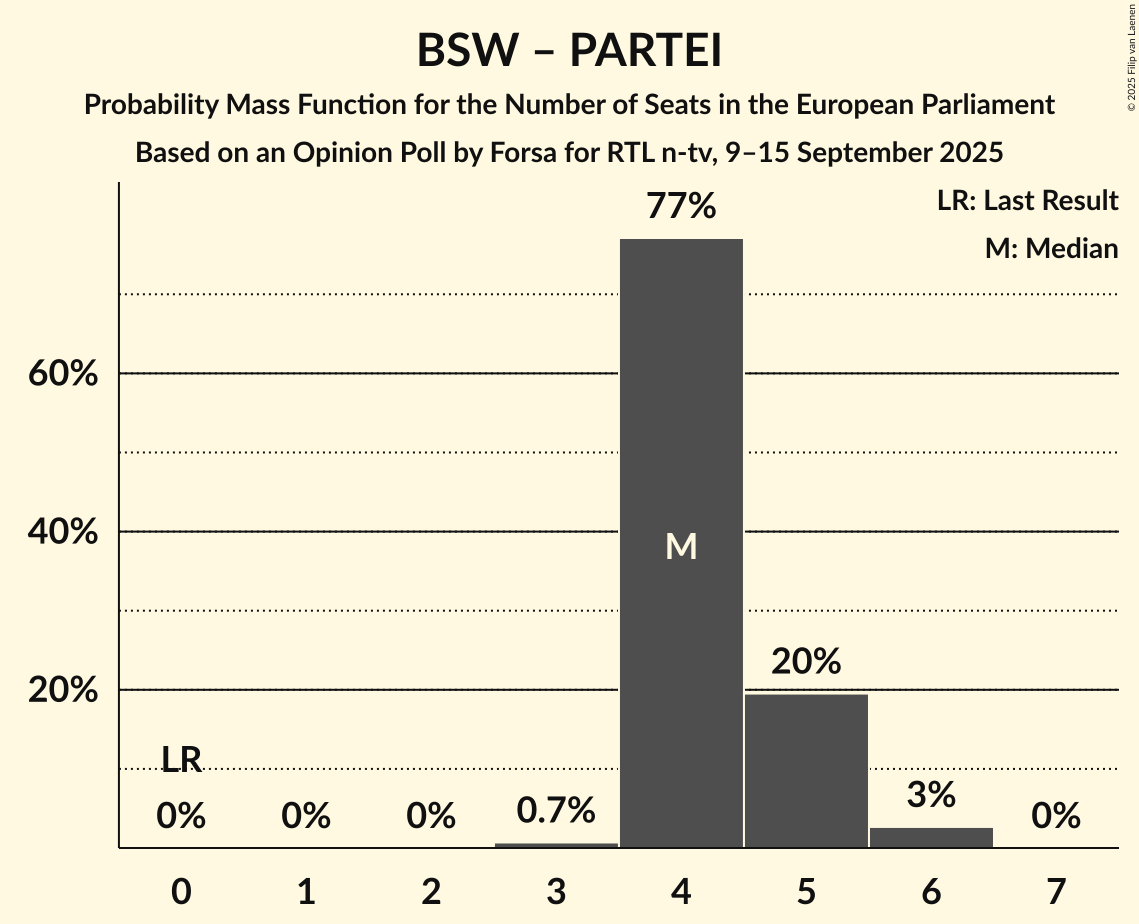 BSW – PARTEI
Probability Mass Function for the Number of Seats in the European Parliament
Based on an Opinion Poll by Forsa for RTL n-tv, 9–15 September 2025
© 2025 Filip van Laenen
LR: Last Result
M: Median
77%
60%
40%
M
20%
20%
LR
0%
0%
0%
0.7%
3%
0%
0
1
2
3
4
5
6
7